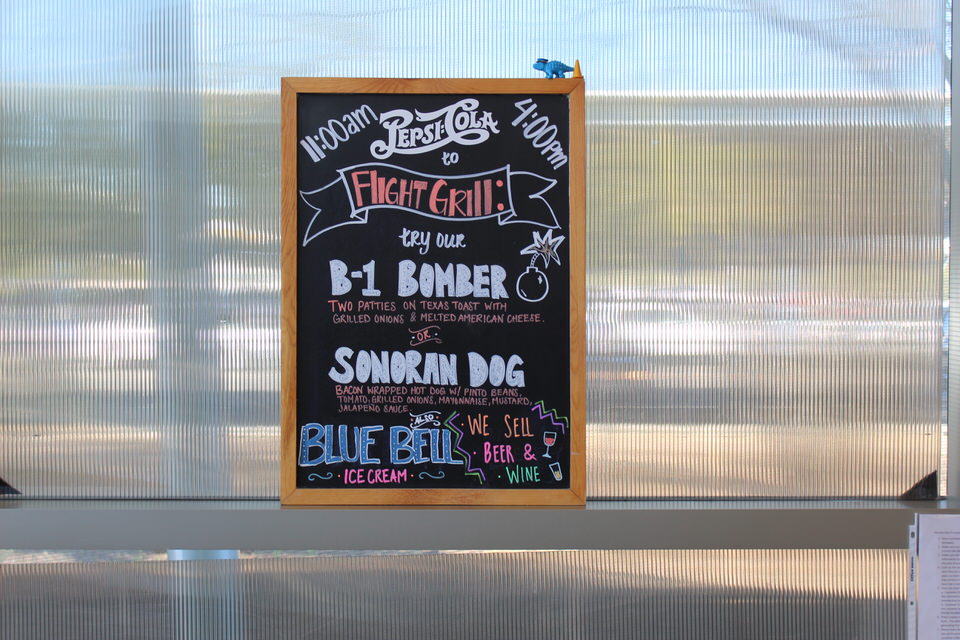 11:00am PEPSI-COLA 4:00pm
to
FLIGHT GRILL:
try our
B-1 BOMBER
TWO PATTIES ON TEXAS TOAST WITH
GRILLED ONIONS & MELTED AMERICAN CHEESE.
OR
SONORAN DOG
BACON WRAPPED HOT DOG W/ PINTO BEANS,
TOMATO, GRILLED ONIONS, MAYONNAISE, MUSTARD,
JALAPEÑO SAUCE.
ALSO
BLUE BELL
· ICE CREAM ·
· WE SELL
· BEER &
· WINE